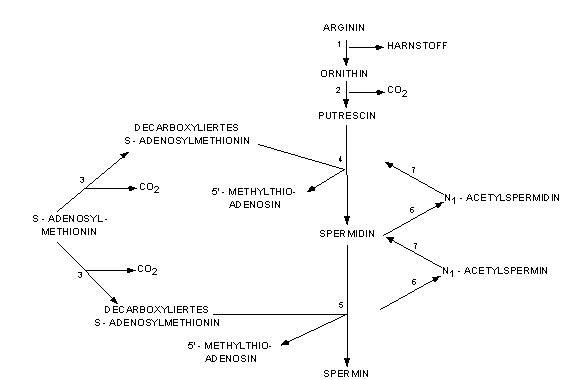 ARGININ
1
HARNSTOFF
ORNITHIN
2
CO2
PUTRESCIN
DECARBOXYLIERTES
S - ADENOSYLMETHIONIN
4
3
CO2
5' - METHYLTHIO-
ADENOSIN
7
N1 - ACETYLSPERMIDIN
6
S - ADENOSYL-
METHIONIN
SPERMIDIN
7
CO2
3
N1 - ACETYLSPERMIN
6
DECARBOXYLIERTES
S - ADENOSYLMETHIONIN
5
5' - METHYLTHIO-
ADENOSIN
SPERMIN